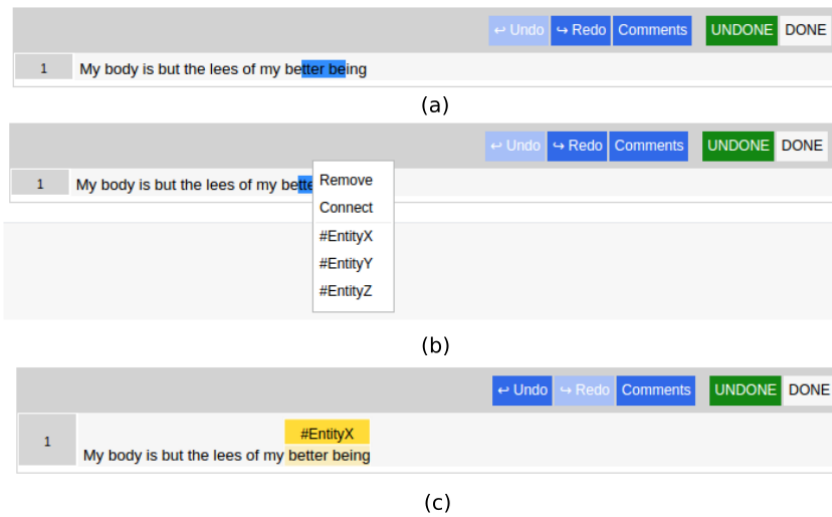 ↩ Undo ↪ Redo Comments UNDONE DONE
1 My body is but the lees of my better being
(a)
↩ Undo ↪ Redo Comments UNDONE DONE
1 My body is but the lees of my bette
Remove
Connect
#EntityX
#EntityY
#EntityZ
(b)
↩ Undo ↪ Redo Comments UNDONE DONE
#EntityX
1 My body is but the lees of my better being
(c)